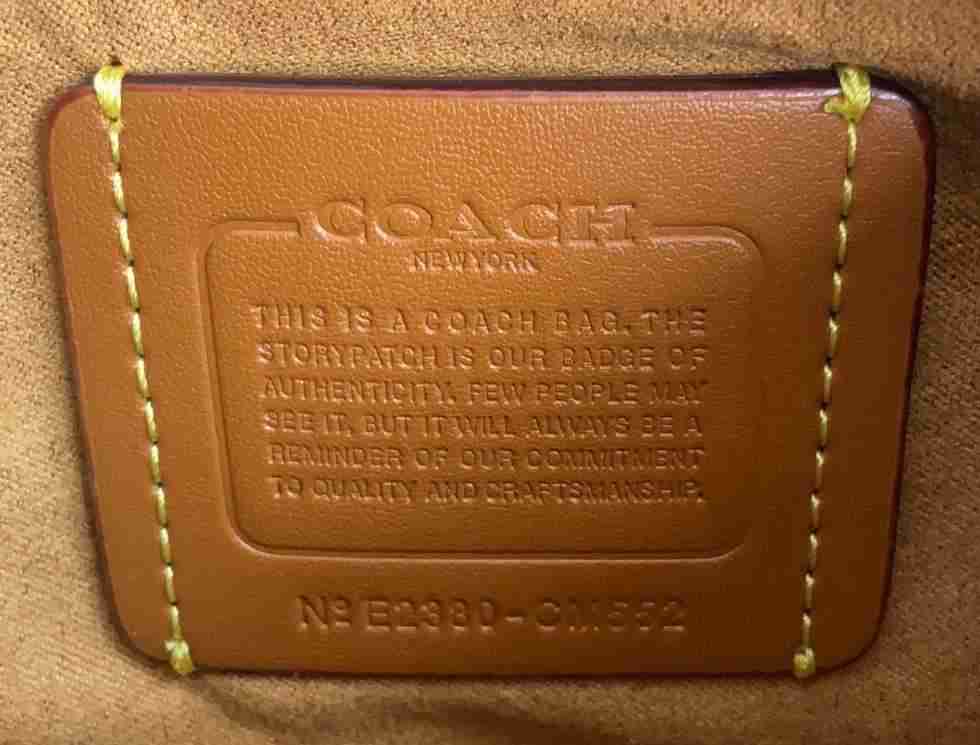 COACH
NEW YORK
THIS IS A COACH BAG. THE
STORYPATCH IS OUR BADGE OF
AUTHENTICITY. FEW PEOPLE MAY
SEE IT, BUT IT WILL ALWAYS BE A
REMINDER OF OUR COMMITMENT
TO QUALITY AND CRAFTSMANSHIP.
Nº E2380-CM552